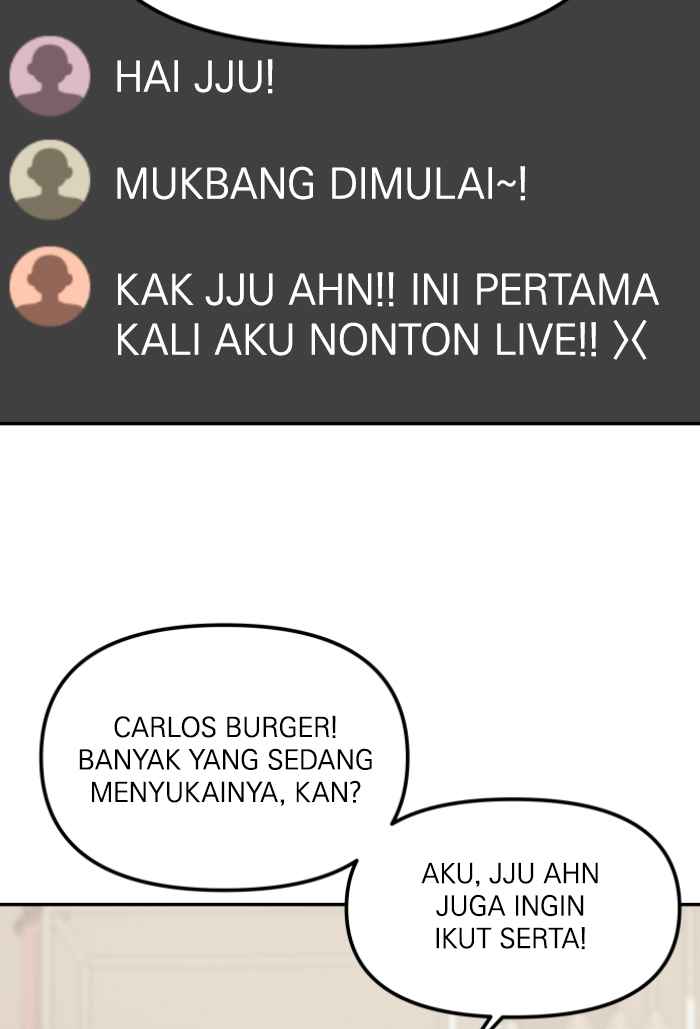 HAI JJU!
MUKBANG DIMULAI~!
KAK JJU AHN!! INI PERTAMA
KALI AKU NONTON LIVE!! ><
CARLOS BURGER!
BANYAK YANG SEDANG
MENYUKAINYA, KAN?
AKU, JJU AHN
JUGA INGIN
IKUT SERTA!